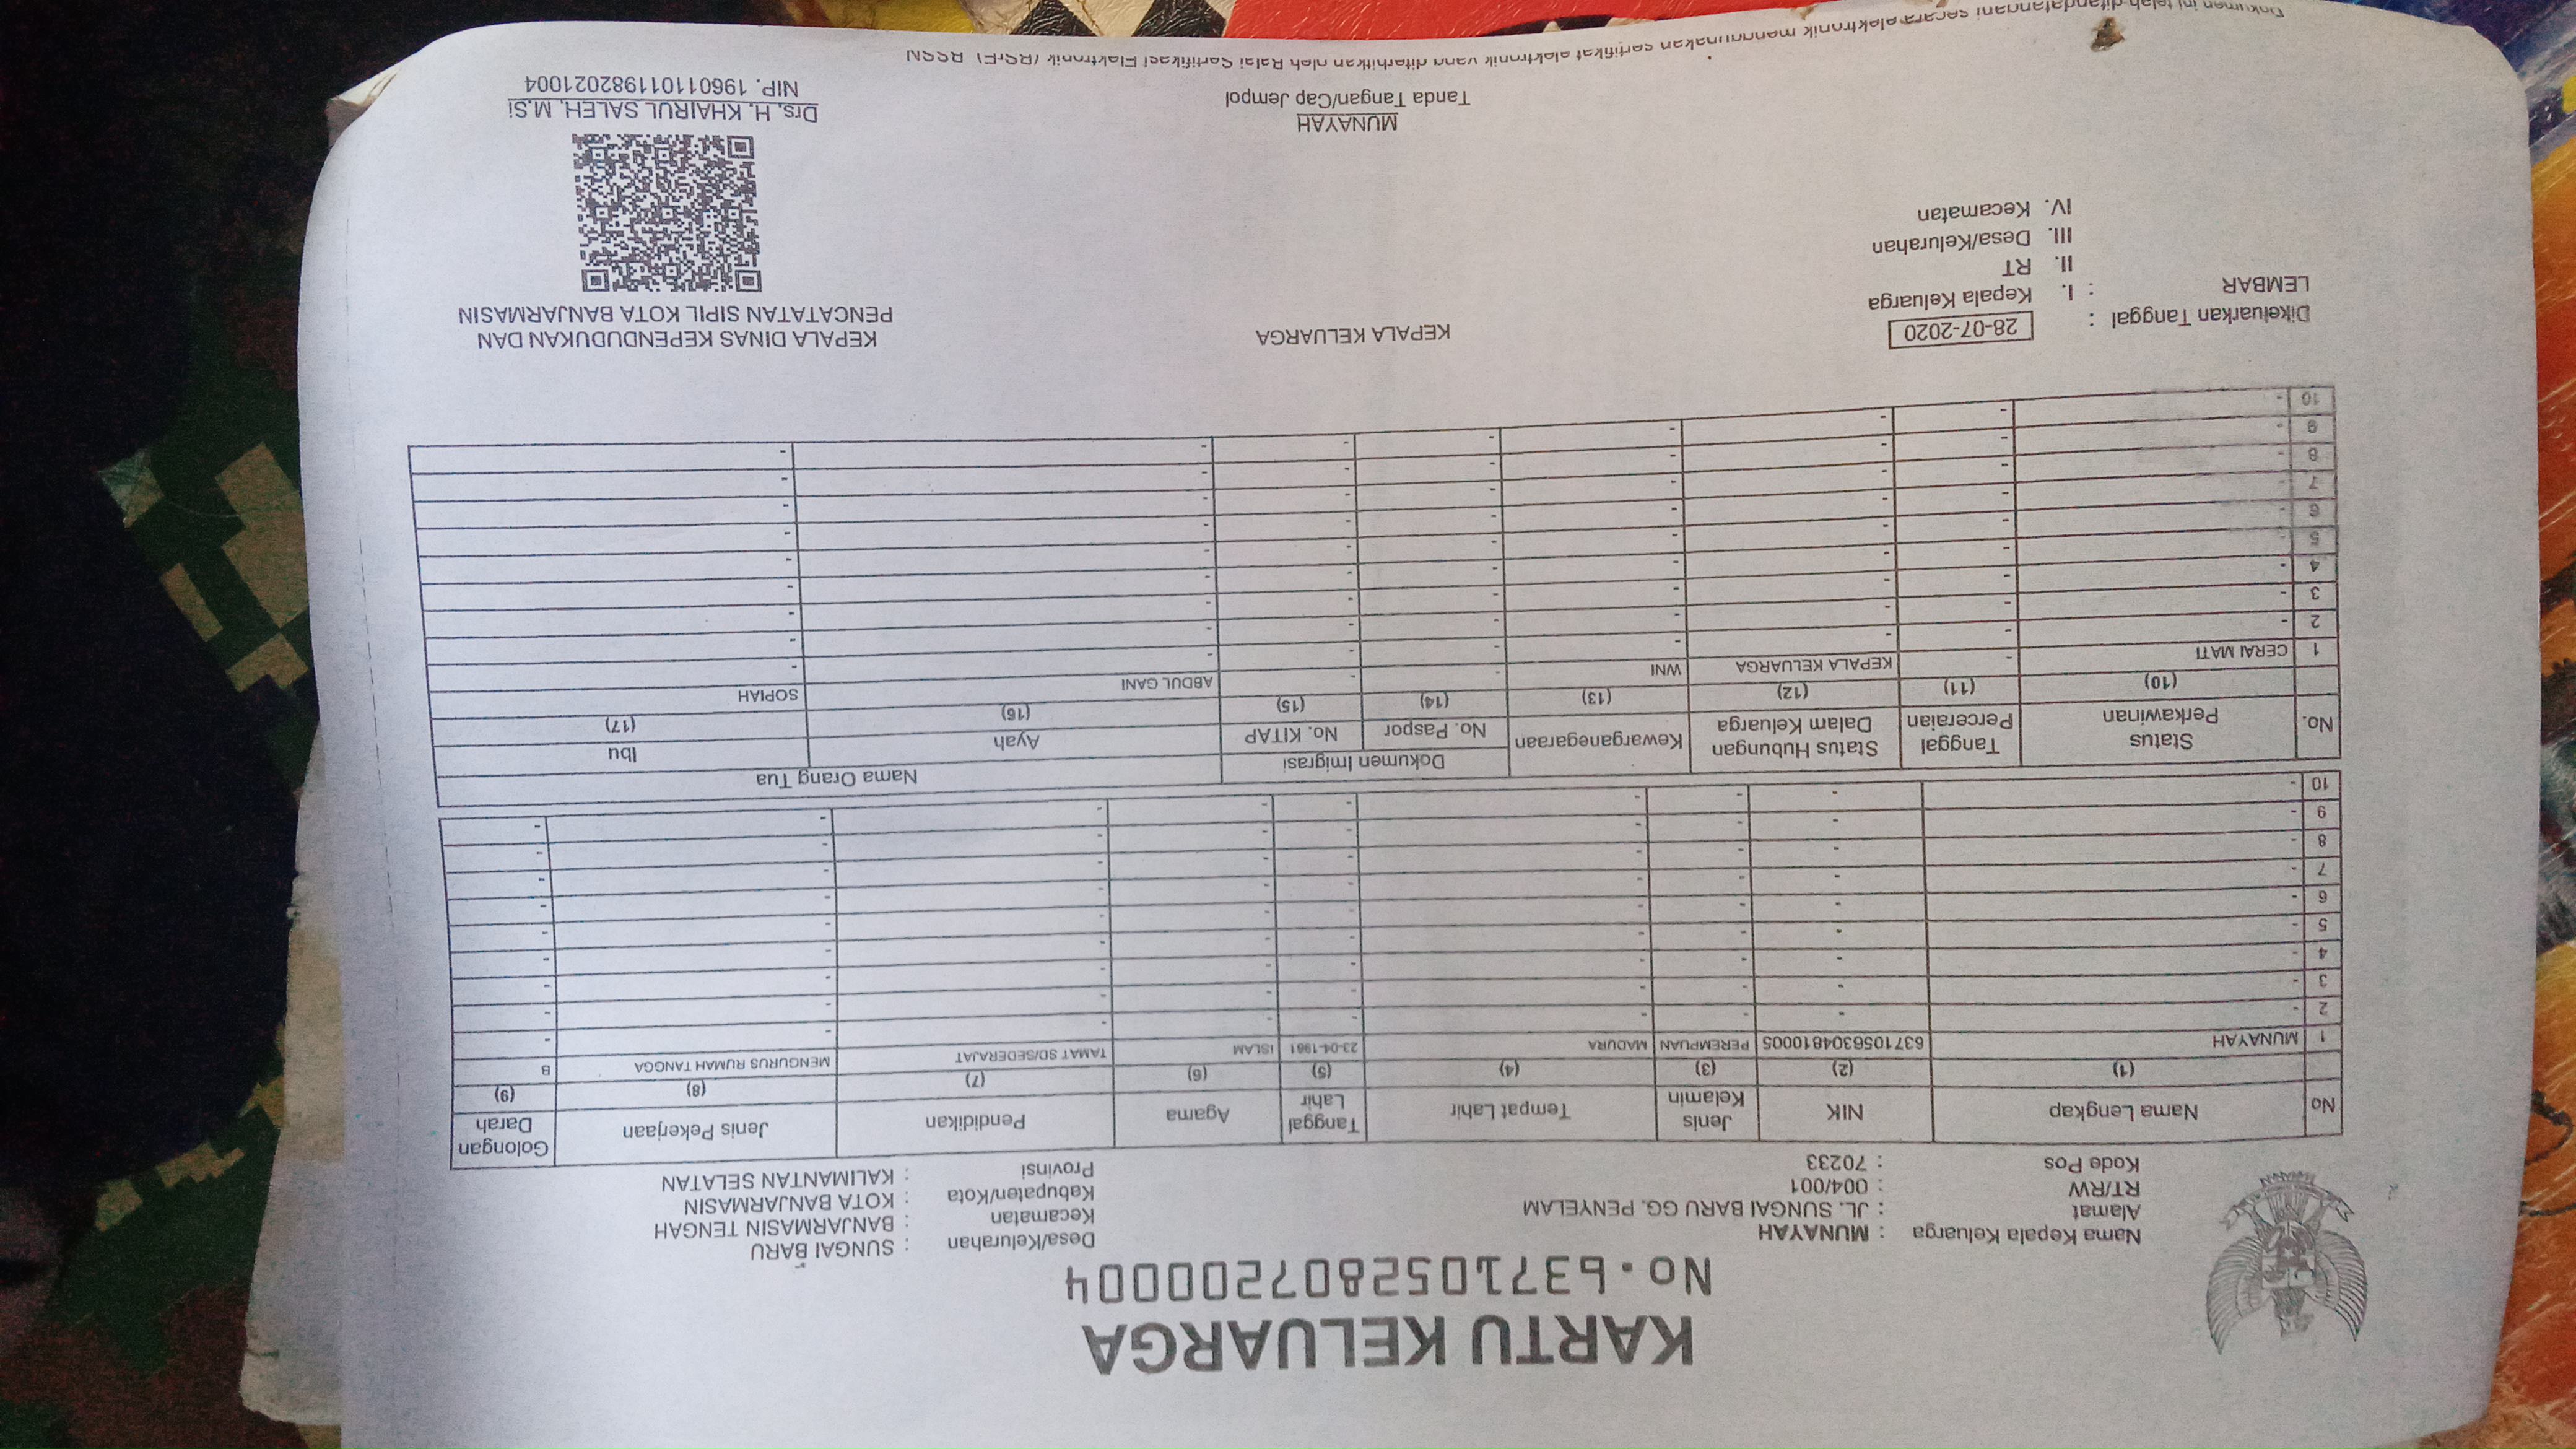 KARTU KELUARGA
No. 6371052807200004
Nama Kepala Keluarga : MUNAYAH
Alamat : JL. SUNGAI BARU GG. PENYELAM
RT/RW : 004/001
Kode Pos : 70233
Desa/Kelurahan : SUNGAI BARU
Kecamatan : BANJARMASIN TENGAH
Kabupaten/Kota : KOTA BANJARMASIN
Provinsi : KALIMANTAN SELATAN
No Nama Lengkap NIK Jenis Kelamin Tempat Lahir Tanggal Lahir Agama Pendidikan Jenis Pekerjaan Golongan Darah
(1) (2) (3) (4) (5) (6) (7) (8) (9)
1 MUNAYAH 6371056304810005 PEREMPUAN MADURA 23-04-1981 ISLAM TAMAT SD/SEDERAJAT MENGURUS RUMAH TANGGA B
2 - - - - - - - - -
3 - - - - - - - - -
4 - - - - - - - - -
5 - - - - - - - - -
6 - - - - - - - - -
7 - - - - - - - - -
8 - - - - - - - - -
9 - - - - - - - - -
10 - - - - - - - - -
No. Status Perkawinan Tanggal Perceraian Status Hubungan Dalam Keluarga Kewarganegaraan Dokumen Imigrasi Nama Orang Tua
No. Paspor No. KITAP Ayah Ibu
(10) (11) (12) (13) (14) (15) (16) (17)
1 CERAI MATI - KEPALA KELUARGA WNI - - ABDUL GANI SOPIAH
2 - - - - - - - -
3 - - - - - - - -
4 - - - - - - - -
5 - - - - - - - -
6 - - - - - - - -
7 - - - - - - - -
8 - - - - - - - -
9 - - - - - - - -
10 - - - - - - - -
Dikeluarkan Tanggal : 28-07-2020
LEMBAR : I. Kepala Keluarga
II. RT
III. Desa/Kelurahan
IV. Kecamatan
KEPALA KELUARGA
MUNAYAH
Tanda Tangan/Cap Jempol
KEPALA DINAS KEPENDUDUKAN DAN
PENCATATAN SIPIL KOTA BANJARMASIN
Drs. H. KHAIRUL SALEH, M.Si
NIP. 196011011982021004
Dokumen ini telah ditandatangani secara elektronik menggunakan sertifikat elektronik yang diterbitkan oleh Balai Sertifikasi Elektronik (BSrE), BSSN